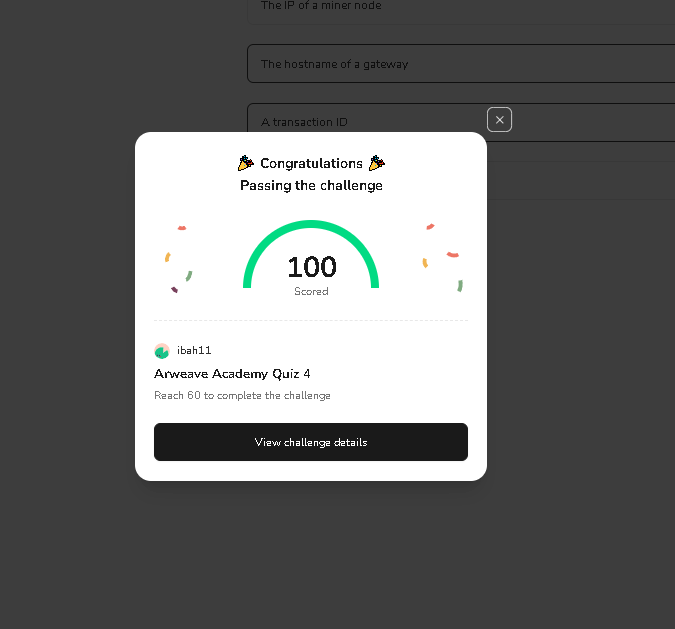 The IP of a miner node
The hostname of a gateway
A transaction ID
Congratulations
Passing the challenge
100
Scored
ibah11
Arweave Academy Quiz 4
Reach 60 to complete the challenge
View challenge details